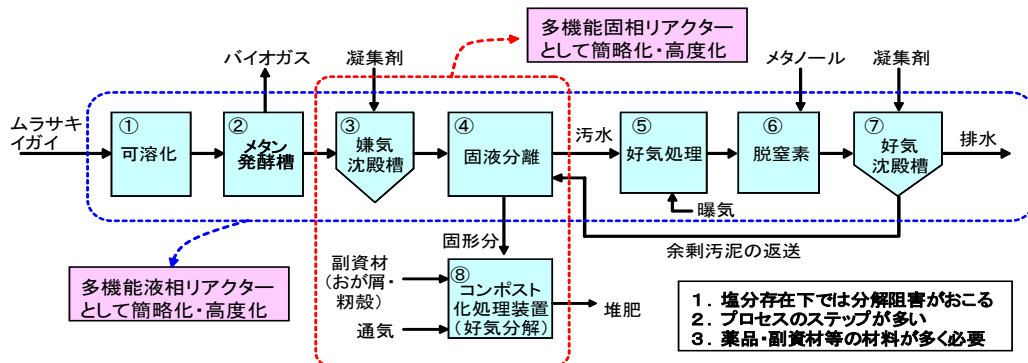 多機能固相リアクター
として簡略化・高度化
バイオガス
凝集剤
メタノール
凝集剤
ムラサキ
イガイ
①
可溶化
②
メタン
発酵槽
③
嫌気
沈殿槽
④
固液分離
汚水
⑤
好気処理
⑥
脱窒素
⑦
好気
沈殿槽
排水
曝気
余剰汚泥の返送
固形分
多機能液相リアクター
として簡略化・高度化
副資材
(おが屑・
籾殻)
通気
⑧
コンポスト
化処理装置
(好気分解)
堆肥
1. 塩分存在下では分解阻害がおこる
2. プロセスのステップが多い
3. 薬品・副資材等の材料が多く必要